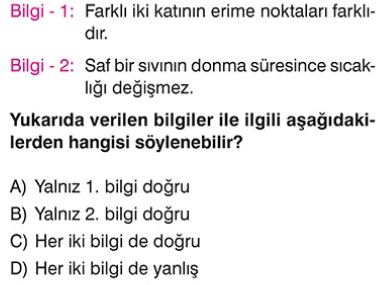 Bilgi - 1: Farklı iki katının erime noktaları farklı-
dır.
Bilgi - 2: Saf bir sıvının donma süresince sıcak-
lığı değişmez.
Yukarıda verilen bilgiler ile ilgili aşağıdaki-
lerden hangisi söylenebilir?
A) Yalnız 1. bilgi doğru
B) Yalnız 2. bilgi doğru
C) Her iki bilgi de doğru
D) Her iki bilgi de yanlış